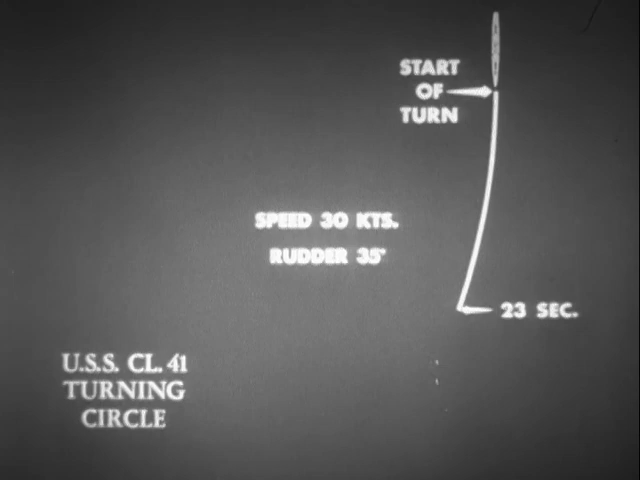 START
OF
TURN
SPEED 30 KTS.
RUDDER 35°
23 SEC.
U.S.S. CL. 41
TURNING
CIRCLE